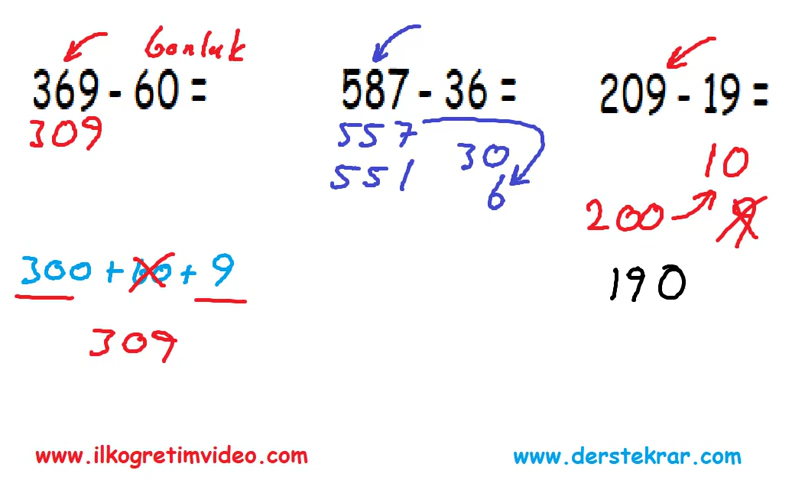 6 onluk
369 - 60 =
309
300 + 60 + 9
309
587 - 36 =
557
30
551
6
209 - 19 =
10
200
9
190
www.ilkogretimvideo.com
www.derstekrar.com